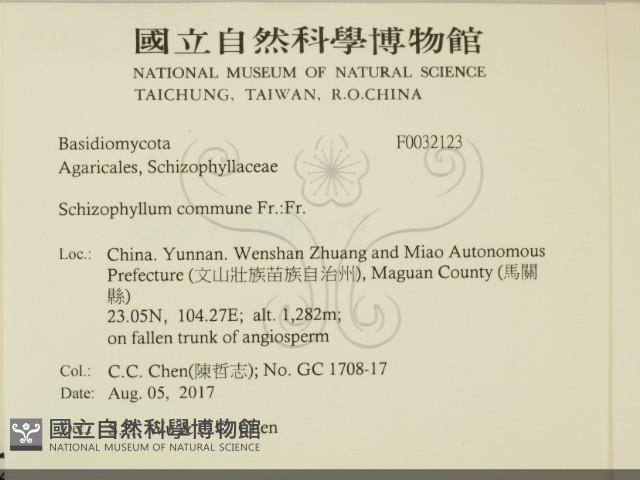 國立自然科學博物館
NATIONAL MUSEUM OF NATURAL SCIENCE
TAICHUNG, TAIWAN, R.O.CHINA
Basidiomycota F0032123
Agaricales, Schizophyllaceae
Schizophyllum commune Fr.:Fr.
Loc.: China. Yunnan. Wenshan Zhuang and Miao Autonomous
Prefecture (文山壯族苗族自治州), Maguan County (馬關
縣)
23.05N, 104.27E; alt. 1,282m;
on fallen trunk of angiosperm
Col.: C.C. Chen(陳哲志); No. GC 1708-17
Date: Aug. 05, 2017
國立自然科學博物館
NATIONAL MUSEUM OF NATURAL SCIENCE